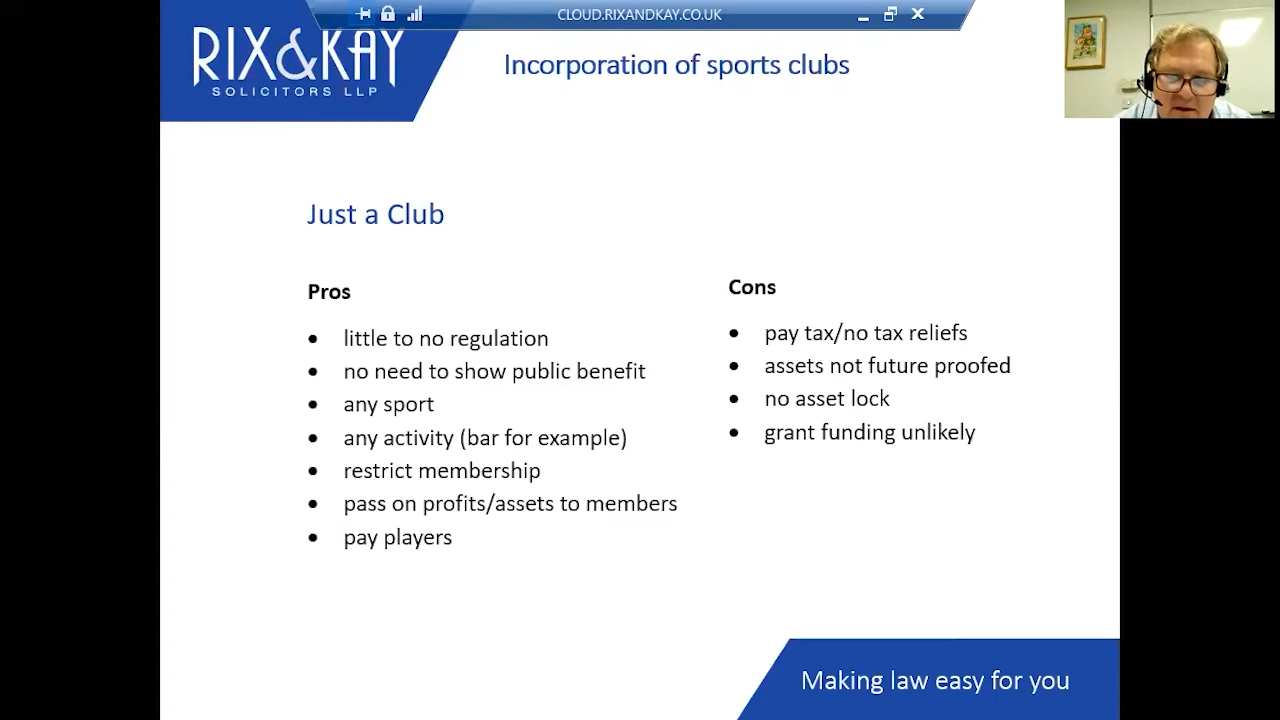 CLOUD.RIXANDKAY.CO.UK
RIX&KAY
SOLICITORS LLP
Incorporation of sports clubs
Just a Club
Pros
• little to no regulation
• no need to show public benefit
• any sport
• any activity (bar for example)
• restrict membership
• pass on profits/assets to members
• pay players
Cons
• pay tax/no tax reliefs
• assets not future proofed
• no asset lock
• grant funding unlikely
Making law easy for you